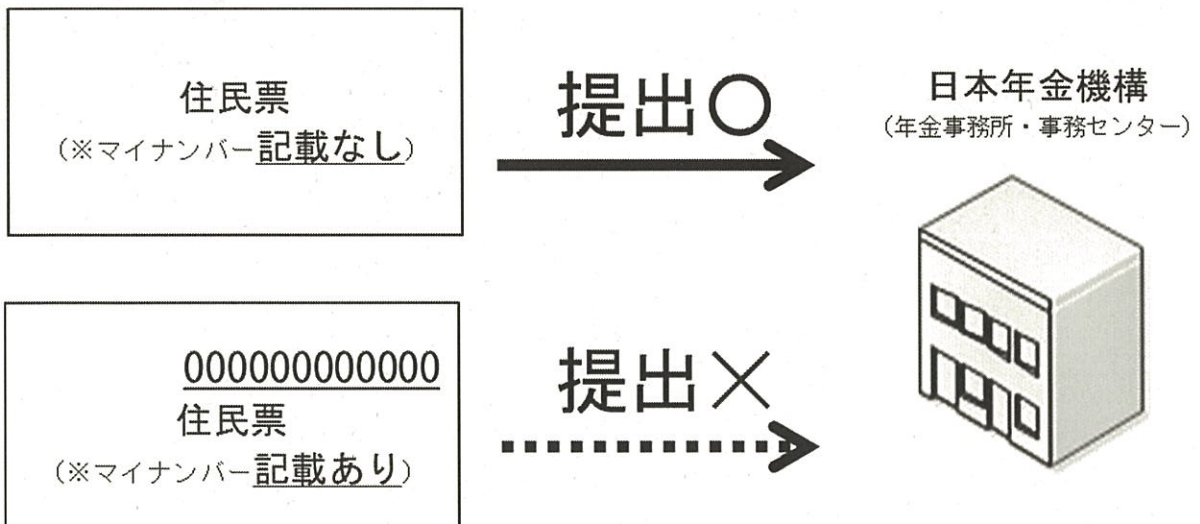 住民票
(※マイナンバー記載なし)
提出○
日本年金機構
(年金事務所・事務センター)
000000000000
住民票
(※マイナンバー記載あり)
提出×